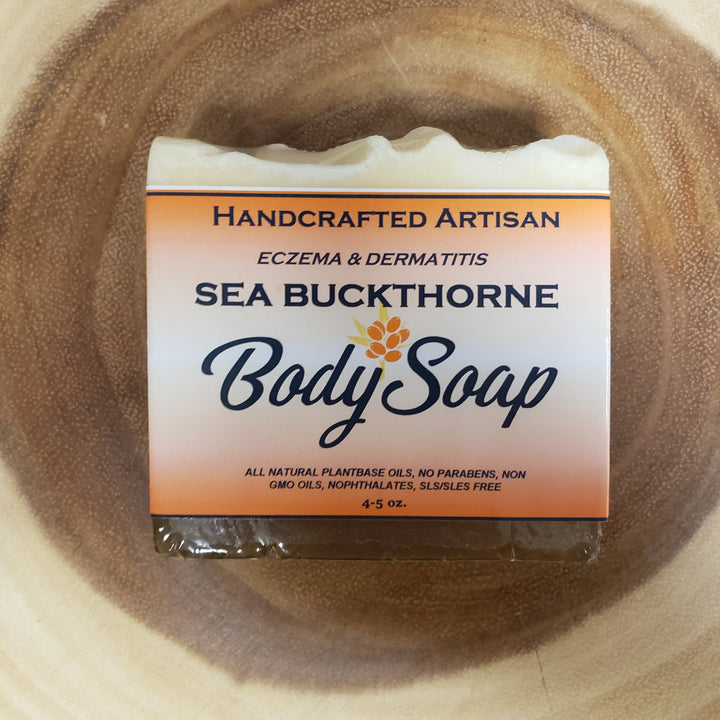 HANDCRAFTED ARTISAN
ECZEMA & DERMATITIS
SEA BUCKTHORNE
Body Soap
ALL NATURAL PLANTBASE OILS, NO PARABENS, NON
GMO OILS, NOPHTHALATES, SLS/SLES FREE
4-5 oz.